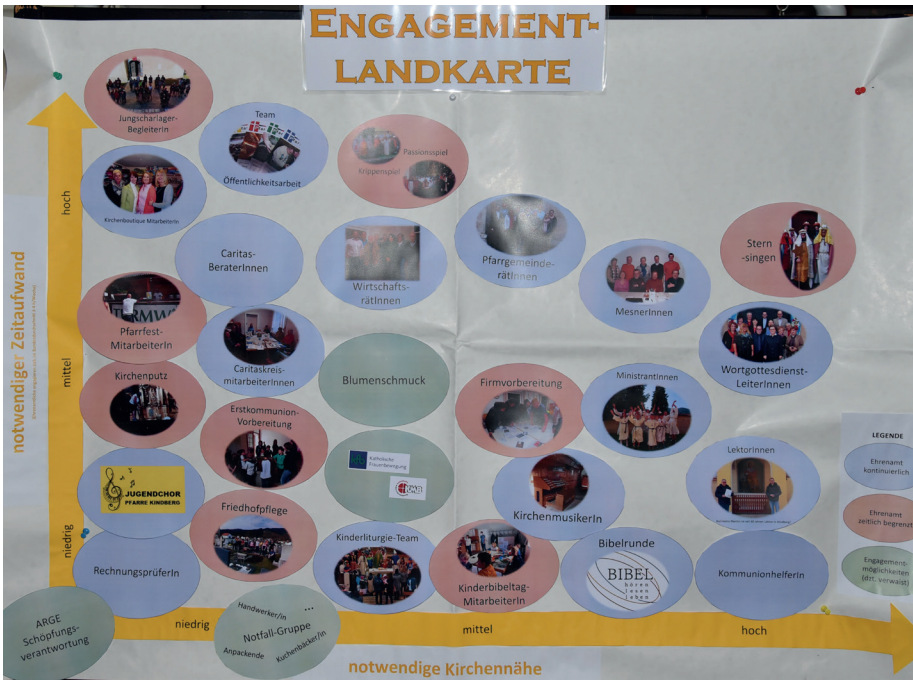 ENGAGEMENT-
LANDKARTE
Jungscharlager-
BegleiterIn
Team
Öffentlichkeitsarbeit
Krippenspiel
Passionsspiel
KirchenBoutique MitarbeiterIn
Caritas-
BeraterInnen
Wirtschafts-
rätInnen
Pfarrgemeinde-
rätInnen
MesnerInnen
Stern
-singen
Pfarrfest-
MitarbeiterIn
Caritaskreis-
mitarbeiterInnen
Blumenschmuck
Wortgottesdienst-
LeiterInnen
Kirchenputz
Erstkommunion-
Vorbereitung
Firmvorbereitung
MinistrantInnen
Katholische
Frauenbewegung
JUGENDCHOR
PFARRE KINDBERG
Friedhofpflege
KirchenmusikerIn
LektorInnen
RechnungsprüferIn
Kinderliturgie-Team
Kinderbibeltag-
MitarbeiterIn
Bibelrunde
BIBEL
hören
lesen
leben
KommunionhelferIn
ARGE
Schöpfungs-
verantwortung
Handwerker/in
...
Notfall-Gruppe
Anpackende
Kuchenbäcker/in
LEGENDE
Ehrenamt
kontinuierlich
Ehrenamt
zeitlich begrenzt
Engagement-
möglichkeiten
(dzt. verwaist)
notwendiger Zeitaufwand
hoch
mittel
niedrig
niedrig
mittel
hoch
notwendige Kirchennähe